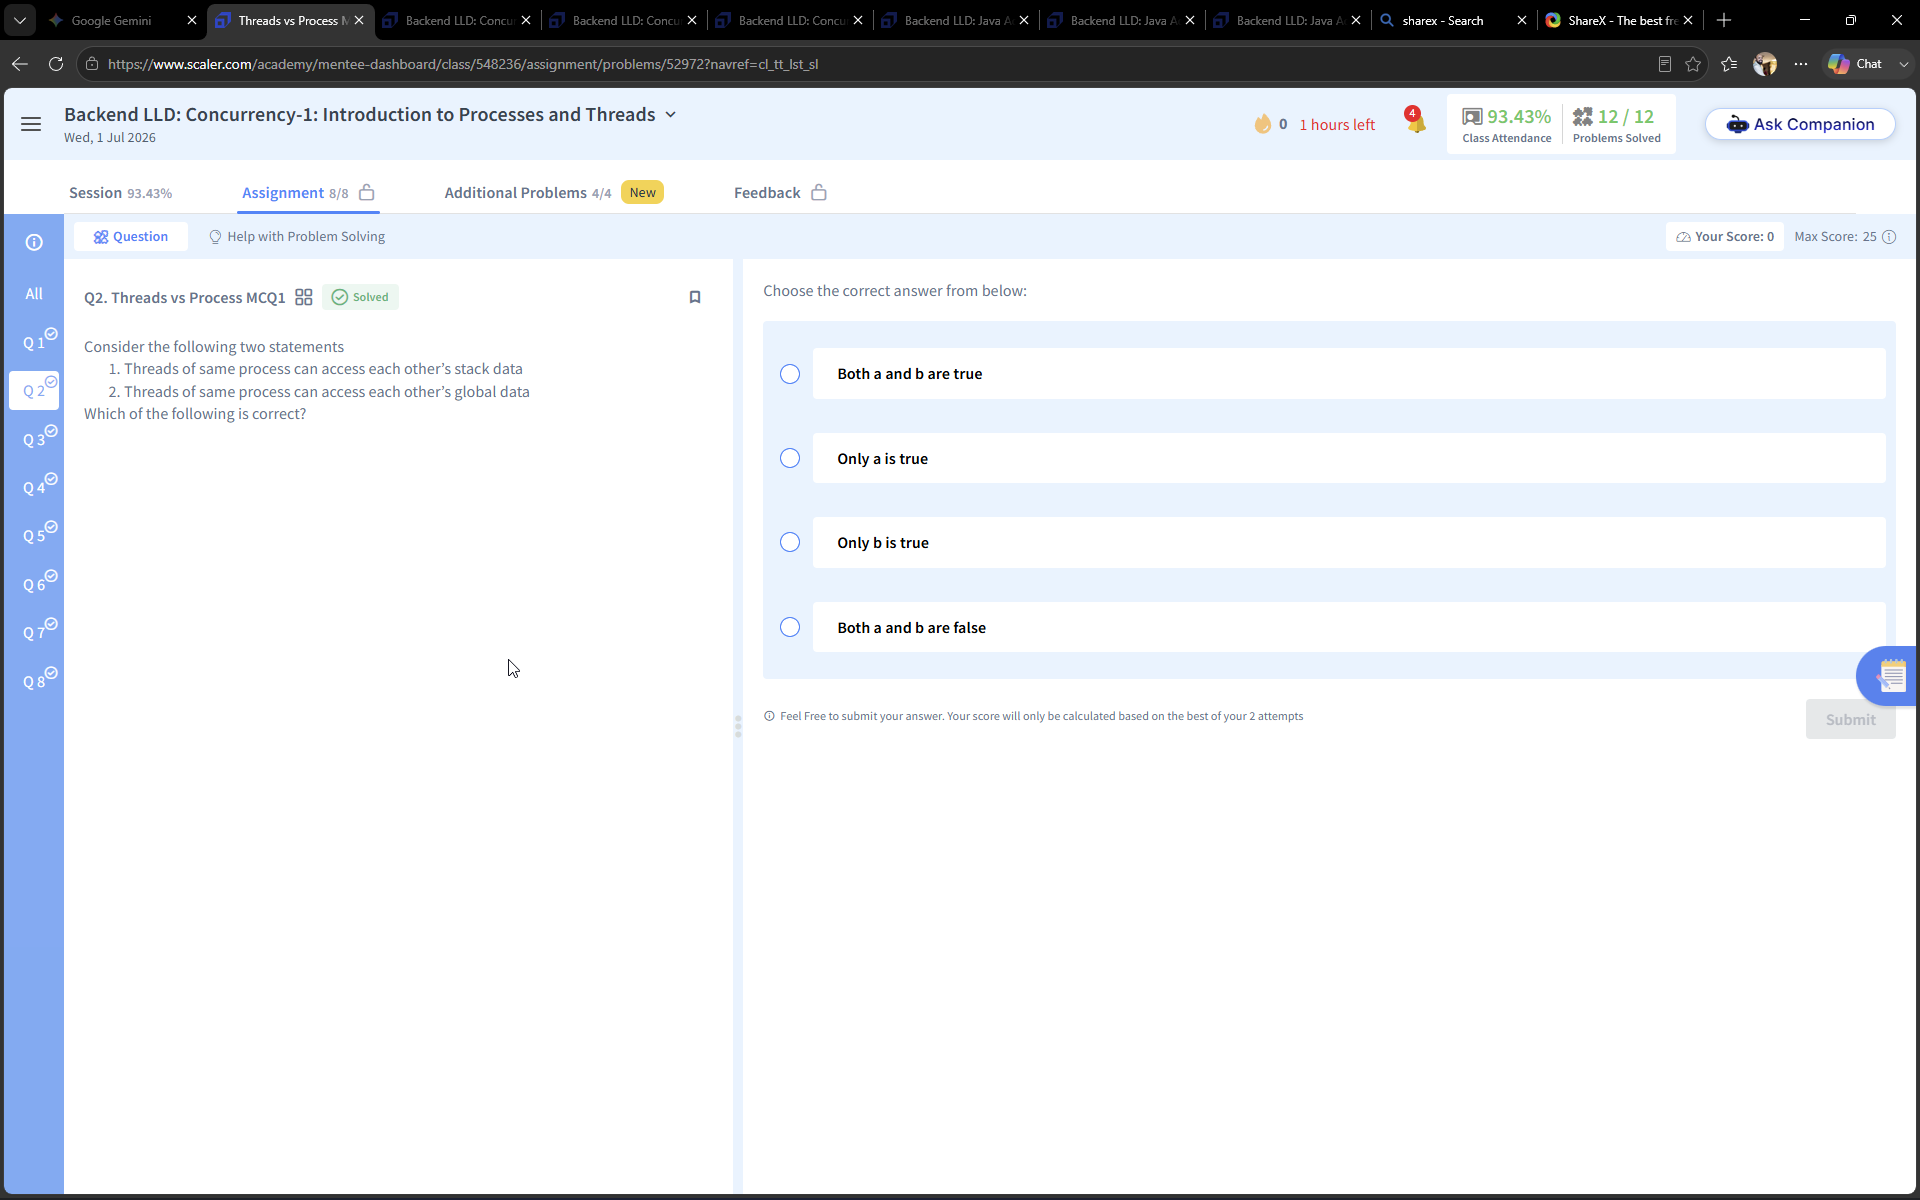 Google Gemini
Threads vs Process M
Backend LLD: Concu
Backend LLD: Concu
Backend LLD: Concu
Backend LLD: Java A
Backend LLD: Java A
Backend LLD: Java A
sharex - Search
ShareX - The best fr
https://www.scaler.com/academy/mentee-dashboard/class/548236/assignment/problems/52972?navref=cl_tt_lst_sl
Chat
Backend LLD: Concurrency-1: Introduction to Processes and Threads
Wed, 1 Jul 2026
0
1 hours left
4
93.43%
Class Attendance
12 / 12
Problems Solved
Ask Companion
Session 93.43%
Assignment 8/8
Additional Problems 4/4
New
Feedback
Question
Help with Problem Solving
Your Score: 0
Max Score: 25
All
Q 1
Q 2
Q 3
Q 4
Q 5
Q 6
Q 7
Q 8
Q2. Threads vs Process MCQ1
Solved
Consider the following two statements
1. Threads of same process can access each other’s stack data
2. Threads of same process can access each other’s global data
Which of the following is correct?
Choose the correct answer from below:
Both a and b are true
Only a is true
Only b is true
Both a and b are false
Feel Free to submit your answer. Your score will only be calculated based on the best of your 2 attempts
Submit